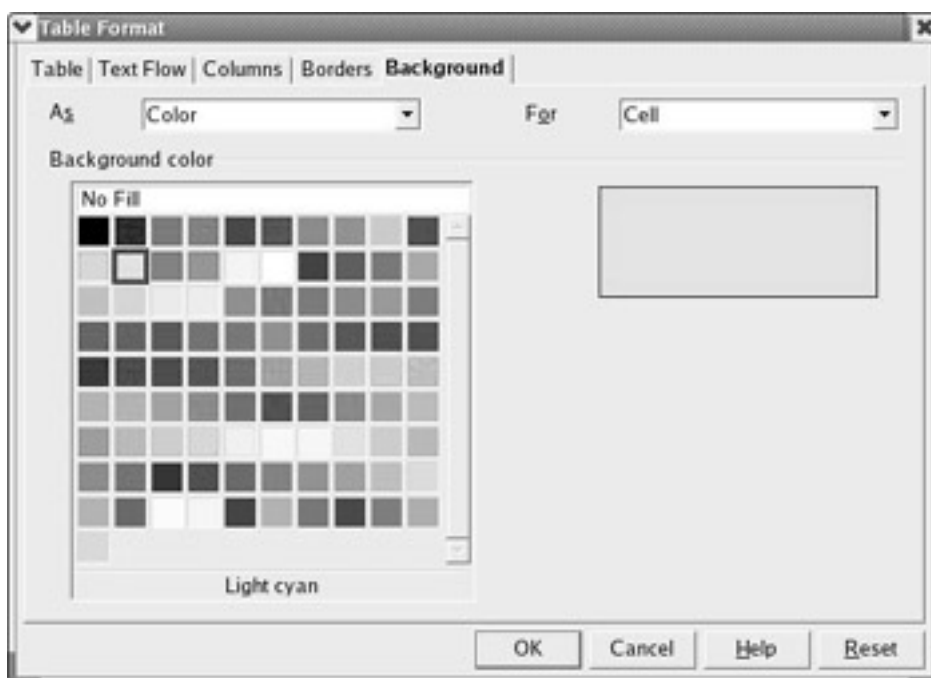 Table Format
Table Text Flow Columns Borders Background
As Color For Cell
Background color
No Fill
Light cyan
OK Cancel Help Reset